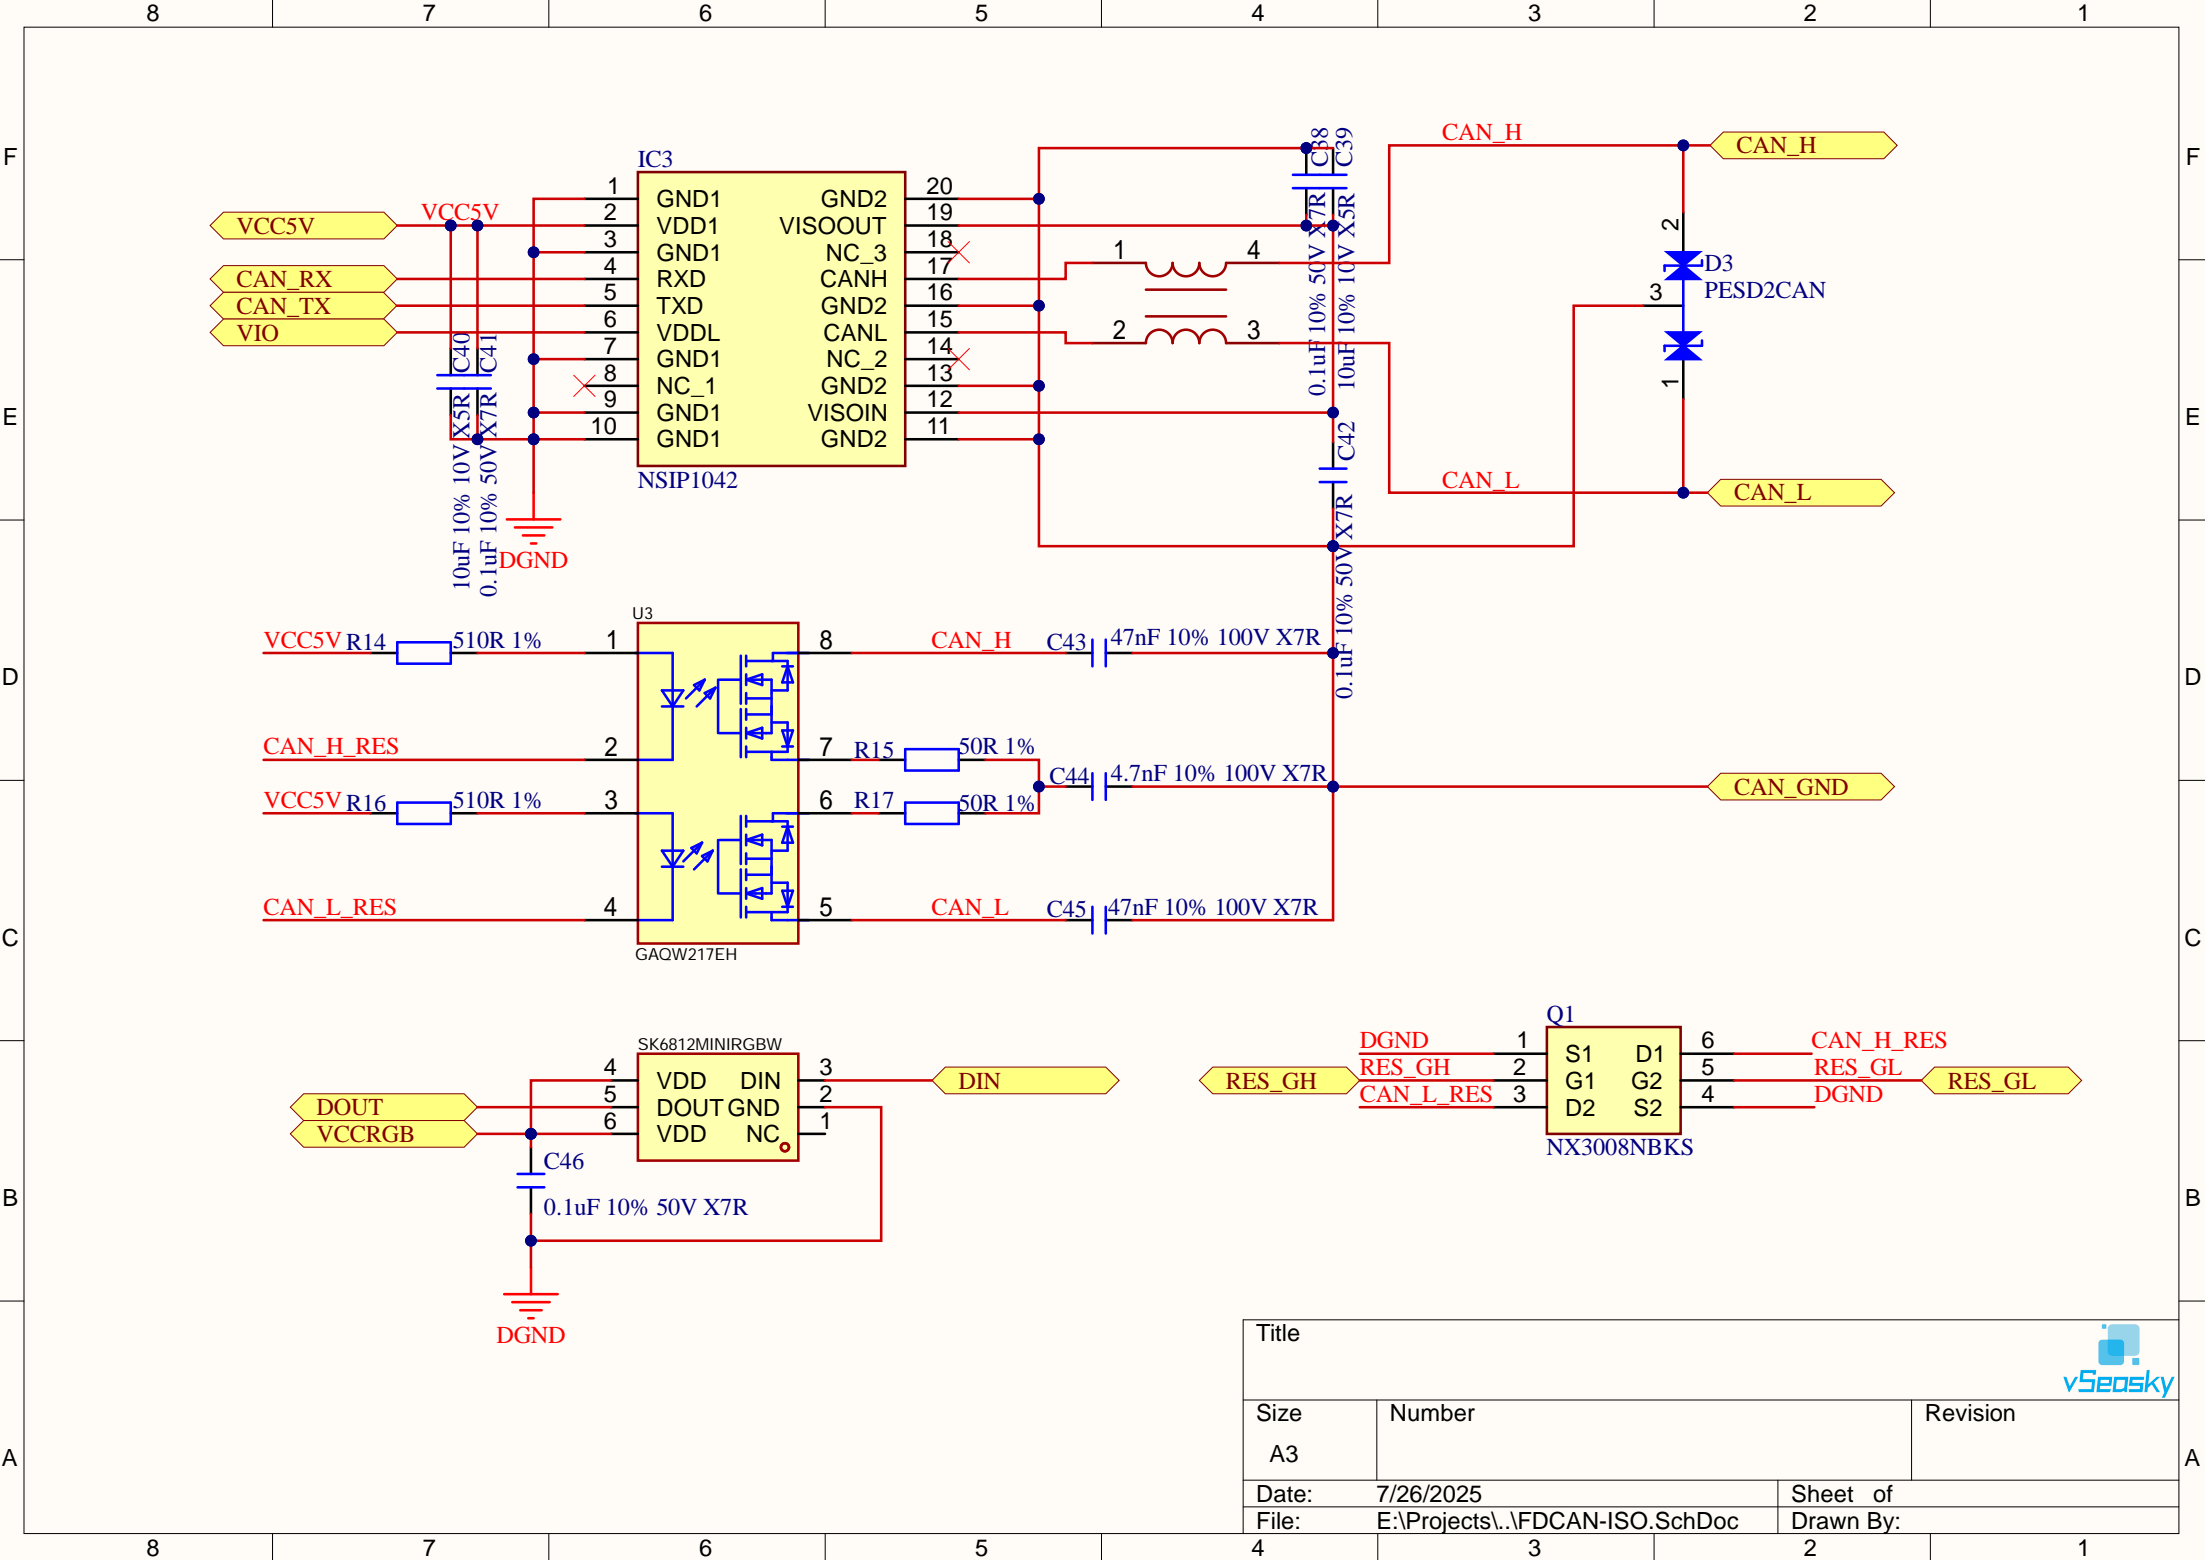 8 7 6 5 4 3 2 1
F F
E E
D D
C C
B B
A A
IC3
1 GND1 GND2 20
2 VDD1 VISOOUT 19
3 GND1 NC_3 18
4 RXD CANH 17
5 TXD GND2 16
6 VDDL CANL 15
7 GND1 NC_2 14
8 NC_1 GND2 13
9 GND1 VISOIN 12
10 GND1 GND2 11
NSIP1042
VCC5V
VCC5V
CAN_RX
CAN_TX
VIO
C40
10uF 10% 10V X5R
C41
0.1uF 10% 50V X7R
DGND
C38
0.1uF 10% 50V X7R
C39
10uF 10% 10V X5R
1 4
2 3
C42
0.1uF 10% 50V X7R
CAN_H
CAN_H
2
D3
PESD2CAN
3
1
CAN_L
CAN_L
U3
VCC5V R14 510R 1% 1 8 CAN_H C43 47nF 10% 100V X7R
CAN_H_RES 2 7 R15 50R 1%
C44 4.7nF 10% 100V X7R CAN_GND
VCC5V R16 510R 1% 3 6 R17 50R 1%
CAN_L_RES 4 5 CAN_L C45 47nF 10% 100V X7R
GAQW217EH
SK6812MINIRGBW
4 VDD DIN 3 DIN
DOUT 5 DOUT GND 2
VCCRGB 6 VDD NC 1
C46
0.1uF 10% 50V X7R
DGND
Q1
DGND 1 S1 D1 6 CAN_H_RES
RES_GH RES_GH 2 G1 G2 5 RES_GL RES_GL
CAN_L_RES 3 D2 S2 4 DGND
NX3008NBKS
Title
vSeasky
Size Number Revision
A3
Date: 7/26/2025 Sheet of
File: E:\Projects\..\FDCAN-ISO.SchDoc Drawn By:
8 7 6 5 4 3 2 1